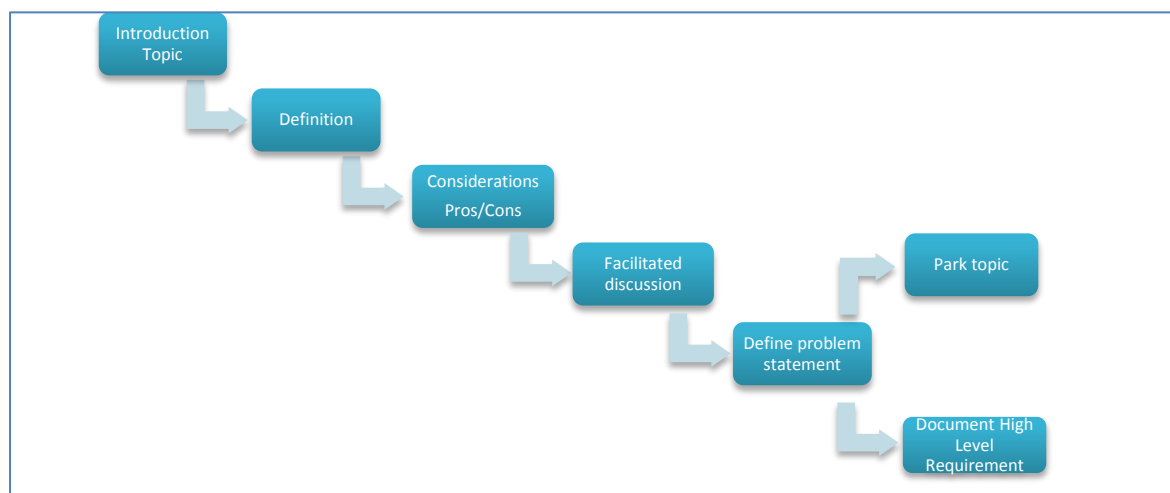 Introduction
Topic
Definition
Considerations
Pros/Cons
Facilitated
discussion
Park topic
Define problem
statement
Document High
Level
Requirement